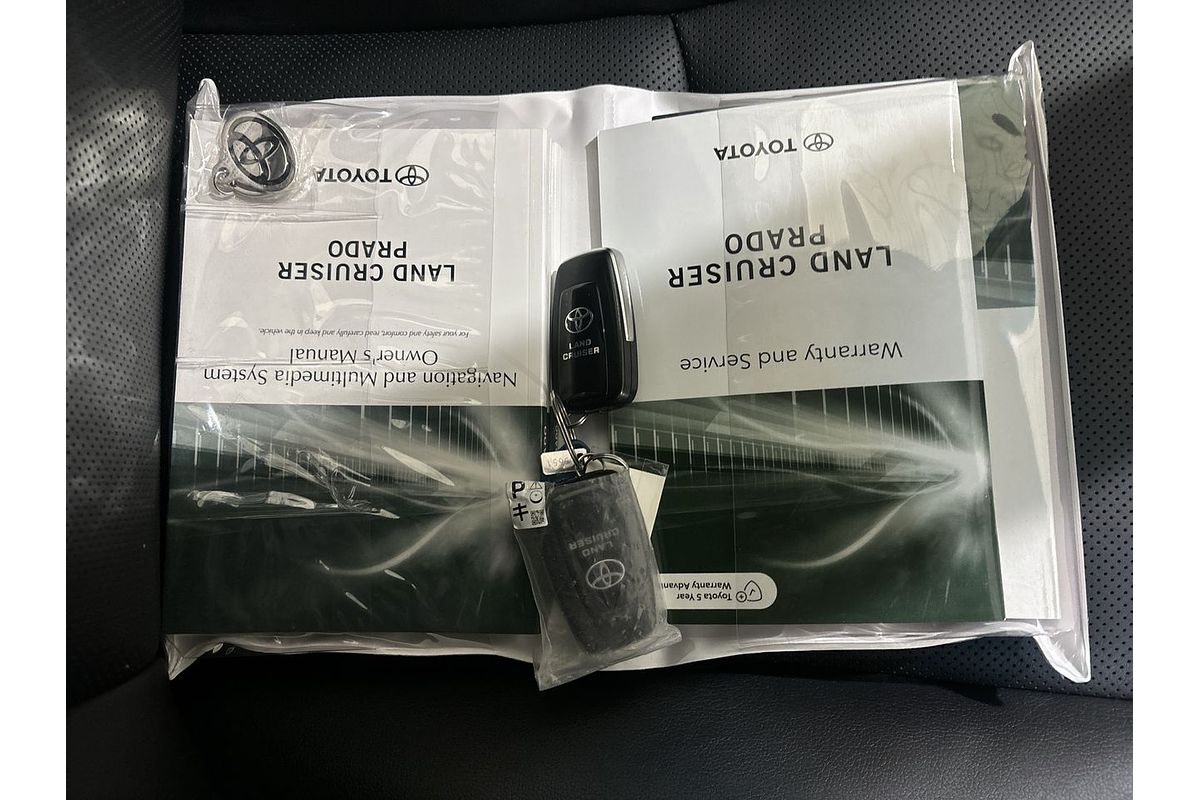 TOYOTA
LAND CRUISER
PRADO
Navigation and Multimedia System
Owner's Manual
For your safety and comfort, read carefully and keep in the vehicle.
TOYOTA
LAND CRUISER
PRADO
Warranty and Service
Toyota 5 Year
Warranty
LAND
CRUISER
LAND
CRUISER
P